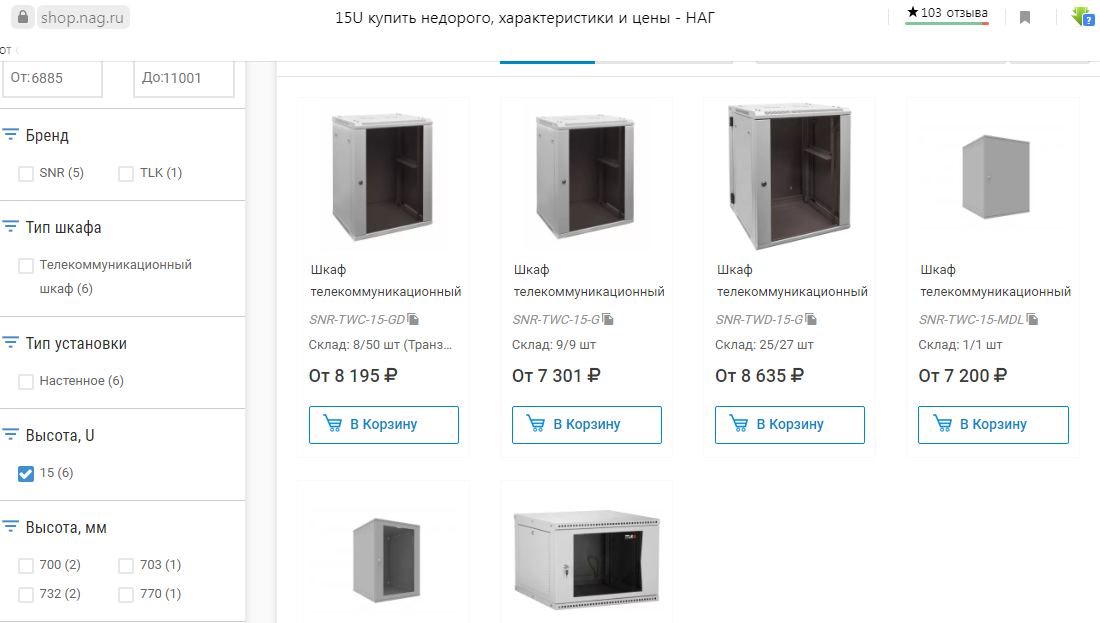 shop.nag.ru
15U купить недорого, характеристики и цены - НАГ
★ 103 отзыва
От:6885
До:11001
Бренд
SNR (5)
TLK (1)
Тип шкафа
Телекоммуникационный
шкаф (6)
Тип установки
Настенное (6)
Высота, U
15 (6)
Высота, мм
700 (2)
703 (1)
732 (2)
770 (1)
Шкаф
телекоммуникационный
SNR-TWC-15-GD
Склад: 8/50 шт (Транз...
От 8 195 ₽
В Корзину
Шкаф
телекоммуникационный
SNR-TWC-15-G
Склад: 9/9 шт
От 7 301 ₽
В Корзину
Шкаф
телекоммуникационный
SNR-TWD-15-G
Склад: 25/27 шт
От 8 635 ₽
В Корзину
Шкаф
телекоммуникационный
SNR-TWC-15-MDL
Склад: 1/1 шт
От 7 200 ₽
В Корзину